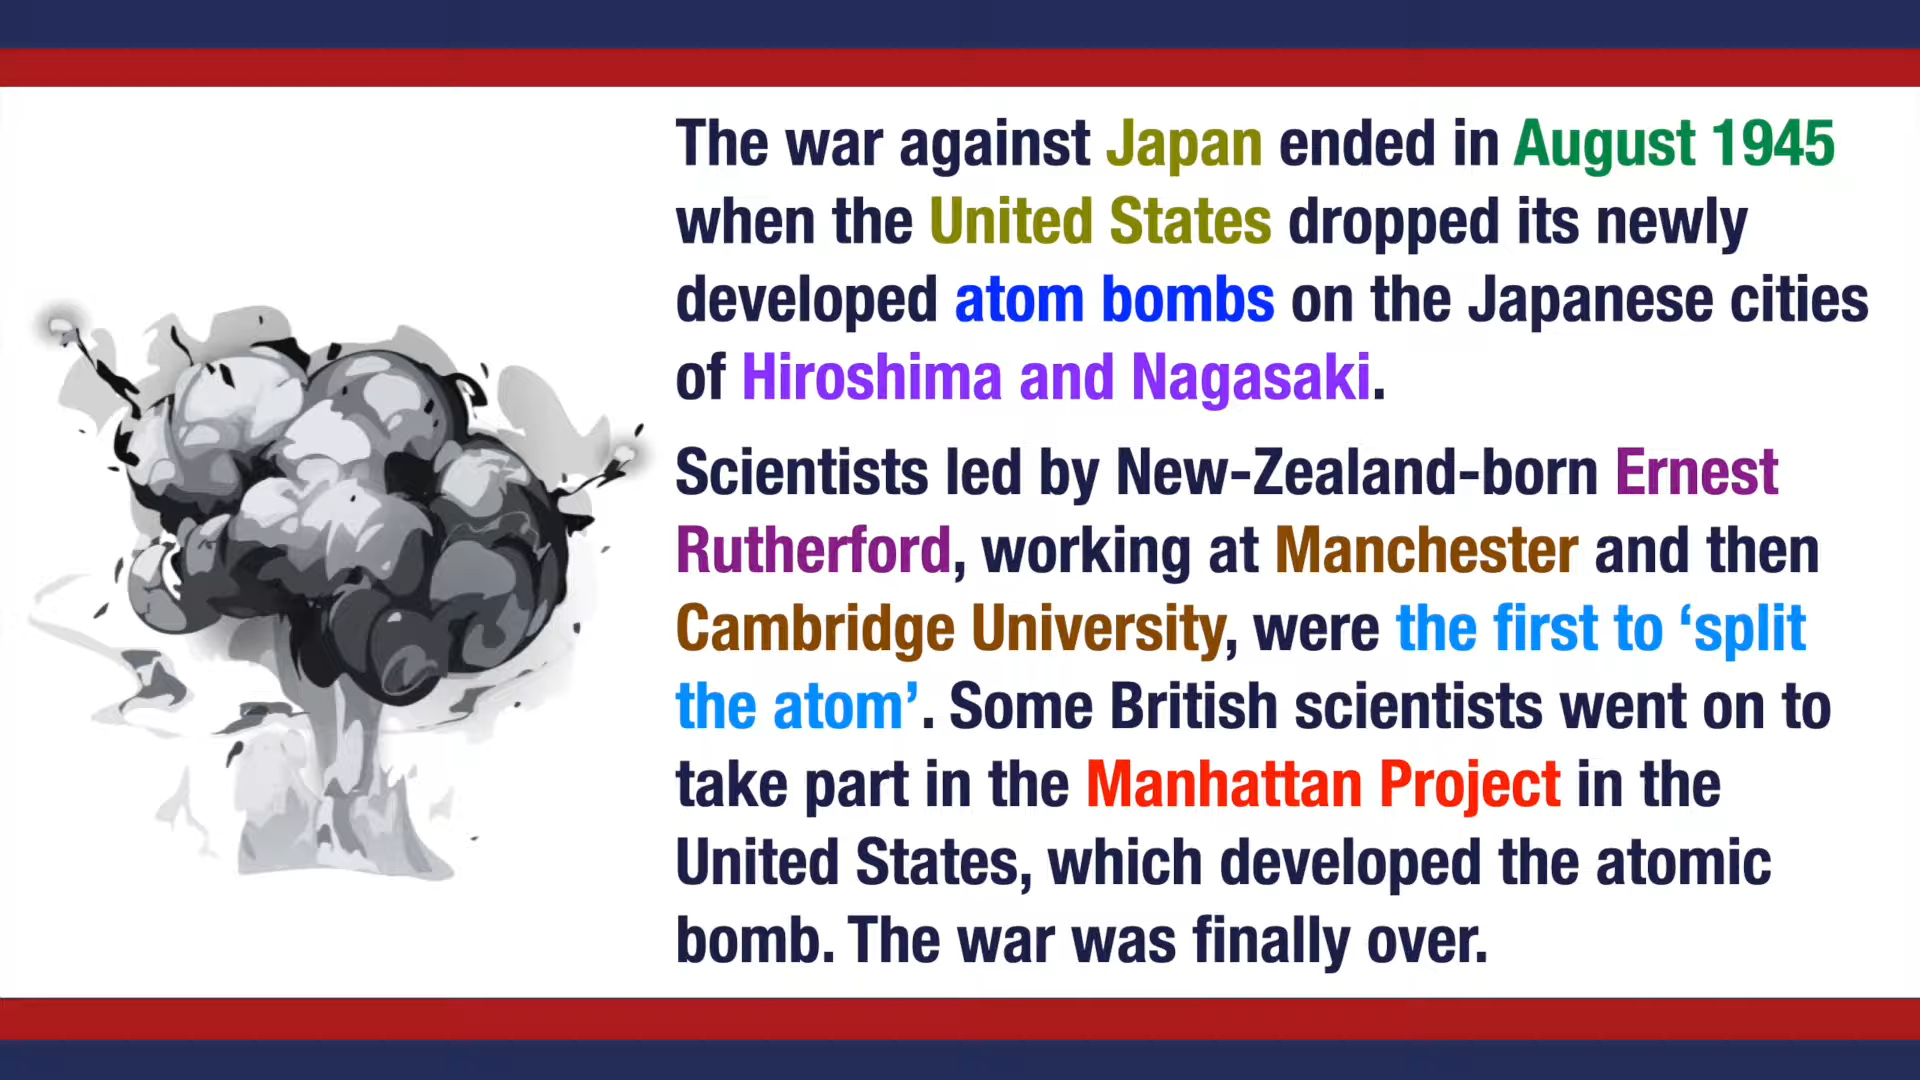 The war against Japan ended in August 1945
when the United States dropped its newly
developed atom bombs on the Japanese cities
of Hiroshima and Nagasaki.
Scientists led by New-Zealand-born Ernest
Rutherford, working at Manchester and then
Cambridge University, were the first to ‘split
the atom’. Some British scientists went on to
take part in the Manhattan Project in the
United States, which developed the atomic
bomb. The war was finally over.